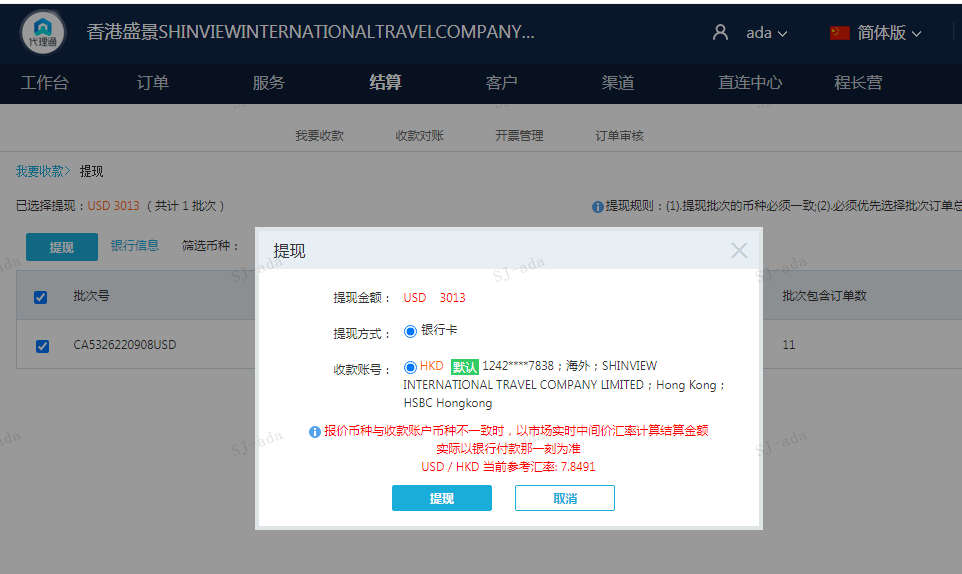 代理通
香港盛景SHINVIEWINTERNATIONALTRAVELCOMPANY...
ada
简体版
工作台 订单 服务 结算 客户 渠道 直连中心 程长营
我要收款 收款对账 开票管理 订单审核
我要收款> 提现
已选择提现：USD 3013 （ 共计 1 批次 ）
提现规则：(1).提现批次的币种必须一致;(2).必须优先选择批次订单总
提现 银行信息 筛选币种：
批次号 批次包含订单数
CA5326220908USD 11
提现
提现金额： USD 3013
提现方式： 银行卡
收款账号： HKD 默认 1242****7838；海外；SHINVIEW
INTERNATIONAL TRAVEL COMPANY LIMITED；Hong Kong；
HSBC Hongkong
报价币种与收款账户币种不一致时，以市场实时中间价汇率计算结算金额
实际以银行付款那一刻为准
USD / HKD 当前参考汇率: 7.8491
提现 取消
SJ-ada
SJ-ada
SJ-ada
SJ-ada
SJ-ada